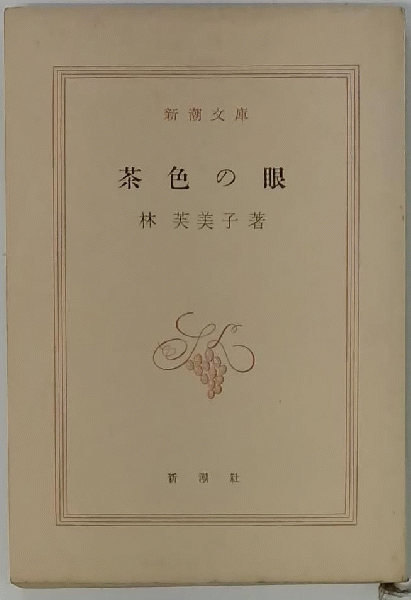 新潮文庫
茶色の眼
林 芙美子著
新潮社